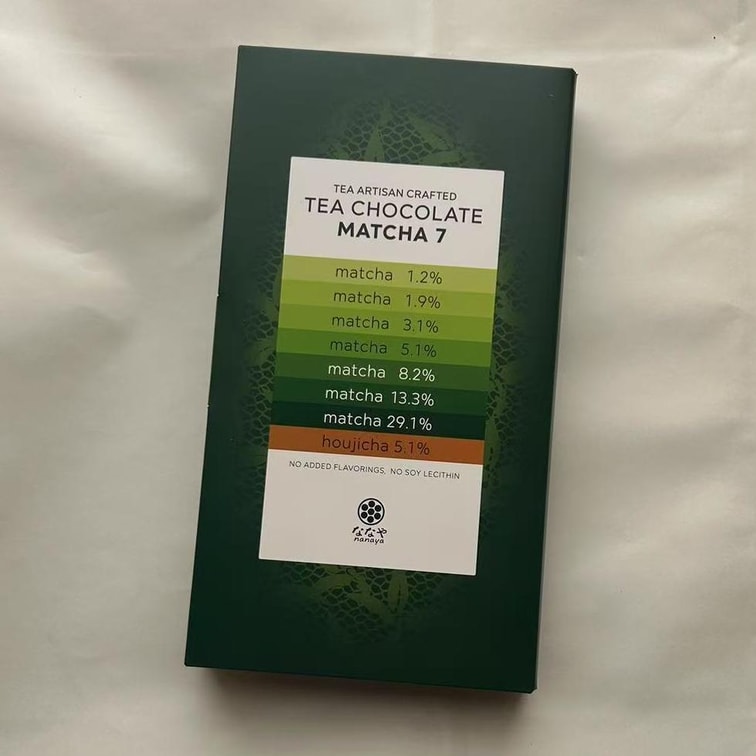 TEA ARTISAN CRAFTED
TEA CHOCOLATE
MATCHA 7
matcha 1.2%
matcha 1.9%
matcha 3.1%
matcha 5.1%
matcha 8.2%
matcha 13.3%
matcha 29.1%
houjicha 5.1%
NO ADDED FLAVORINGS, NO SOY LECITHIN
ななや
nanaya